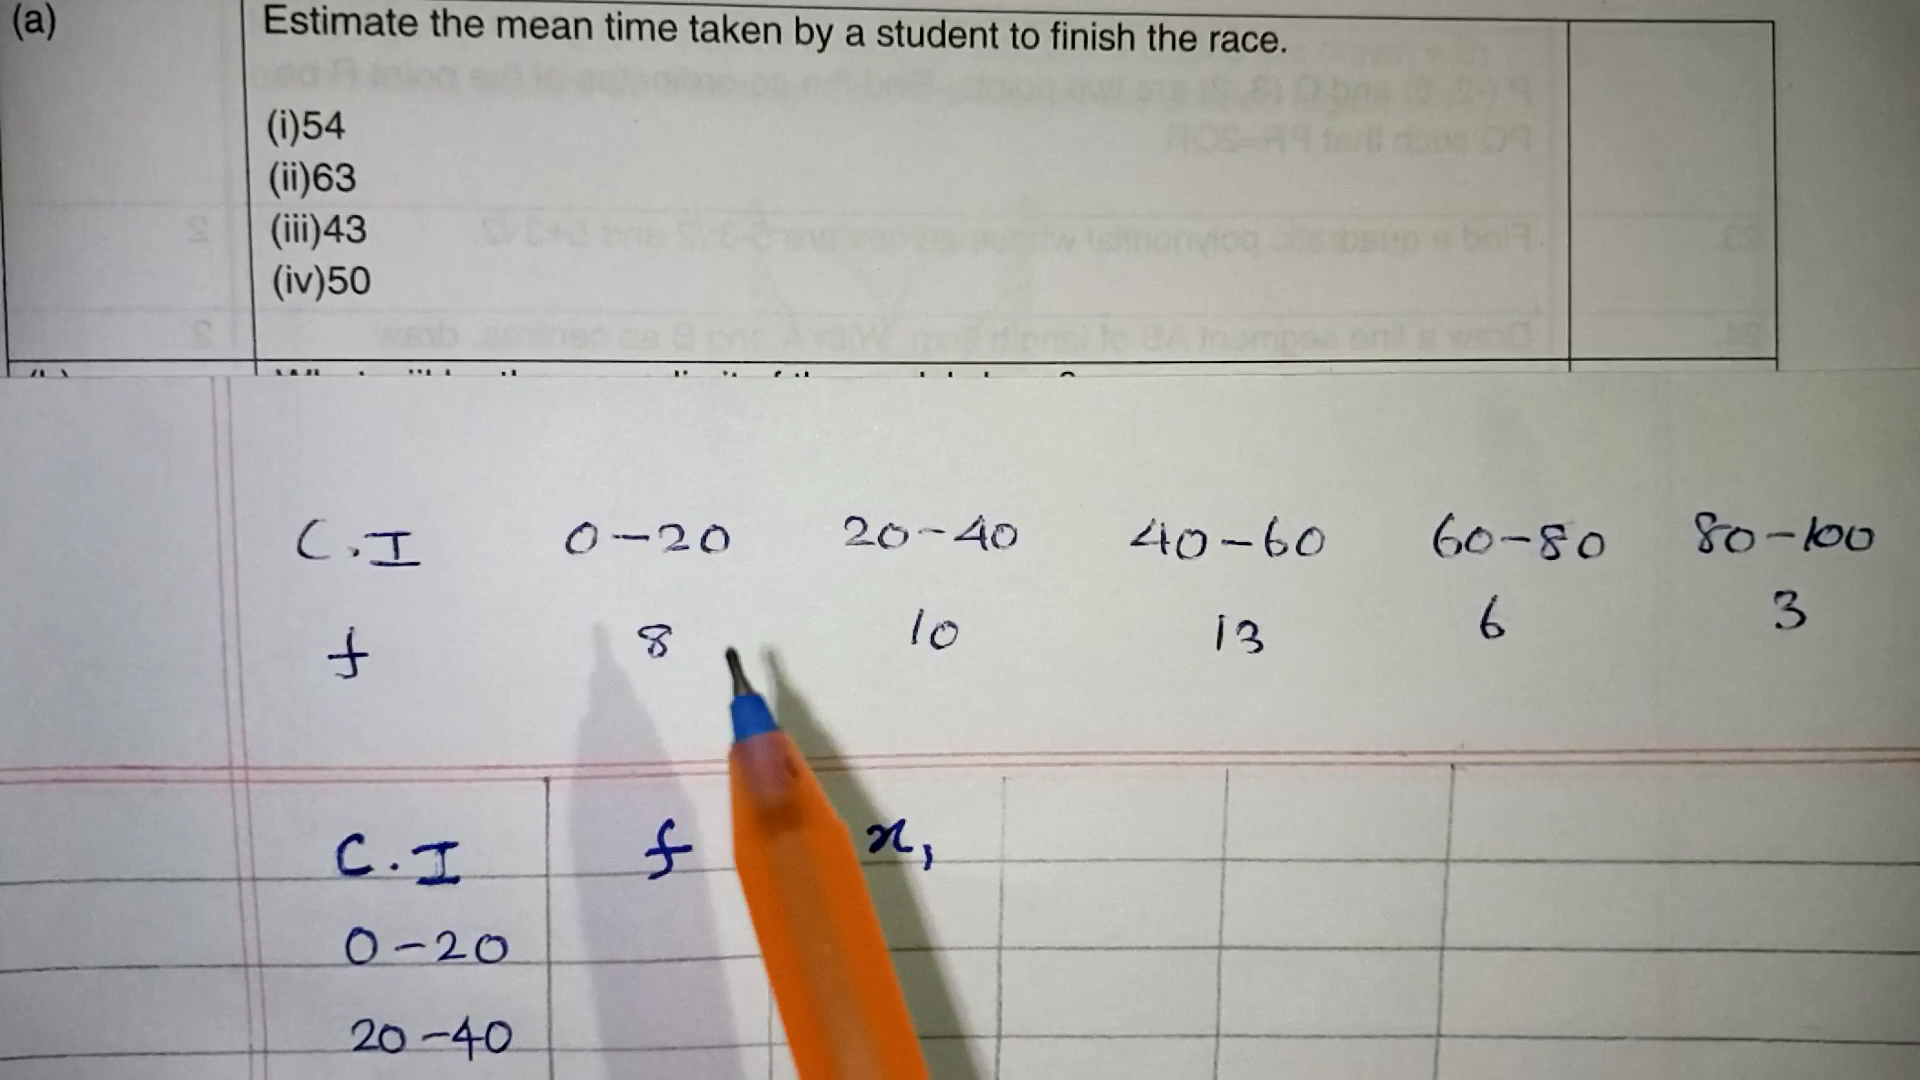 (a) Estimate the mean time taken by a student to finish the race.
(i)54
(ii)63
(iii)43
(iv)50
C.I 0-20 20-40 40-60 60-80 80-100
f 8 10 13 6 3
C.I f x,
0-20
20-40